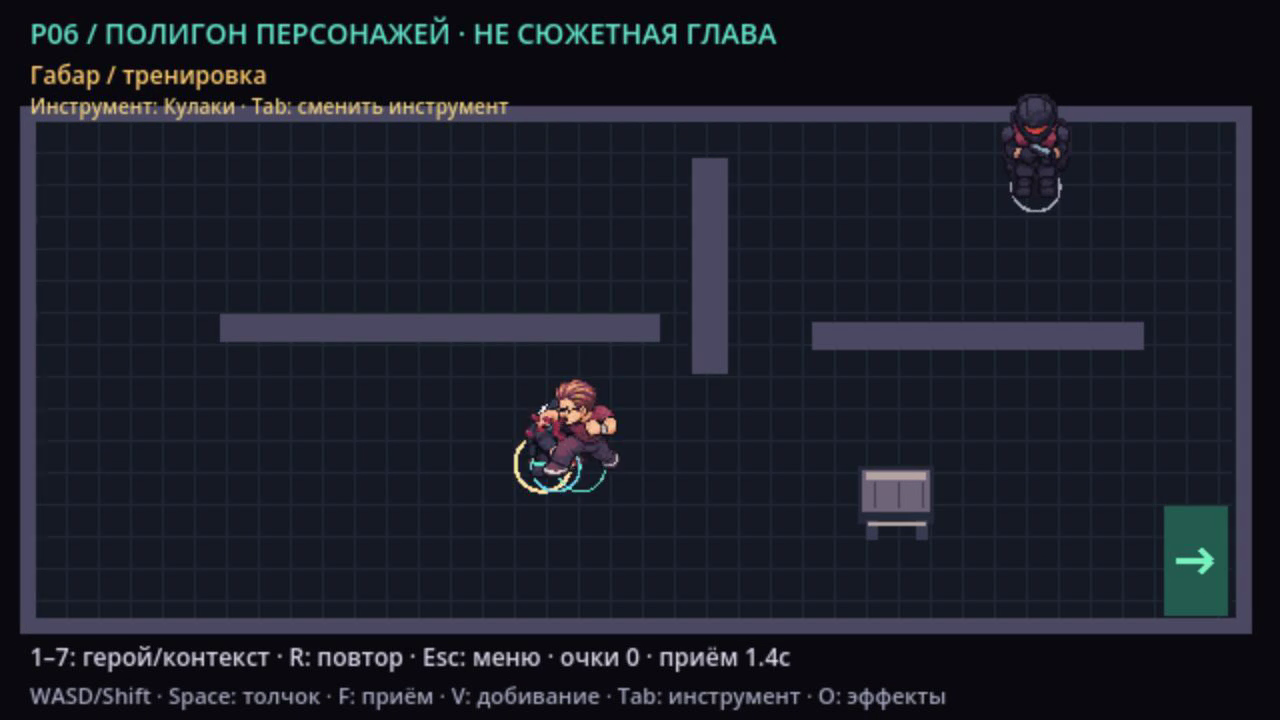 P06 / ПОЛИГОН ПЕРСОНАЖЕЙ · НЕ СЮЖЕТНАЯ ГЛАВА
Габар / тренировка
Инструмент: Кулаки · Tab: сменить инструмент
→
1–7: герой/контекст · R: повтор · Esc: меню · очки 0 · приём 1.4с
WASD/Shift · Space: толчок · F: приём · V: добивание · Tab: инструмент · O: эффекты